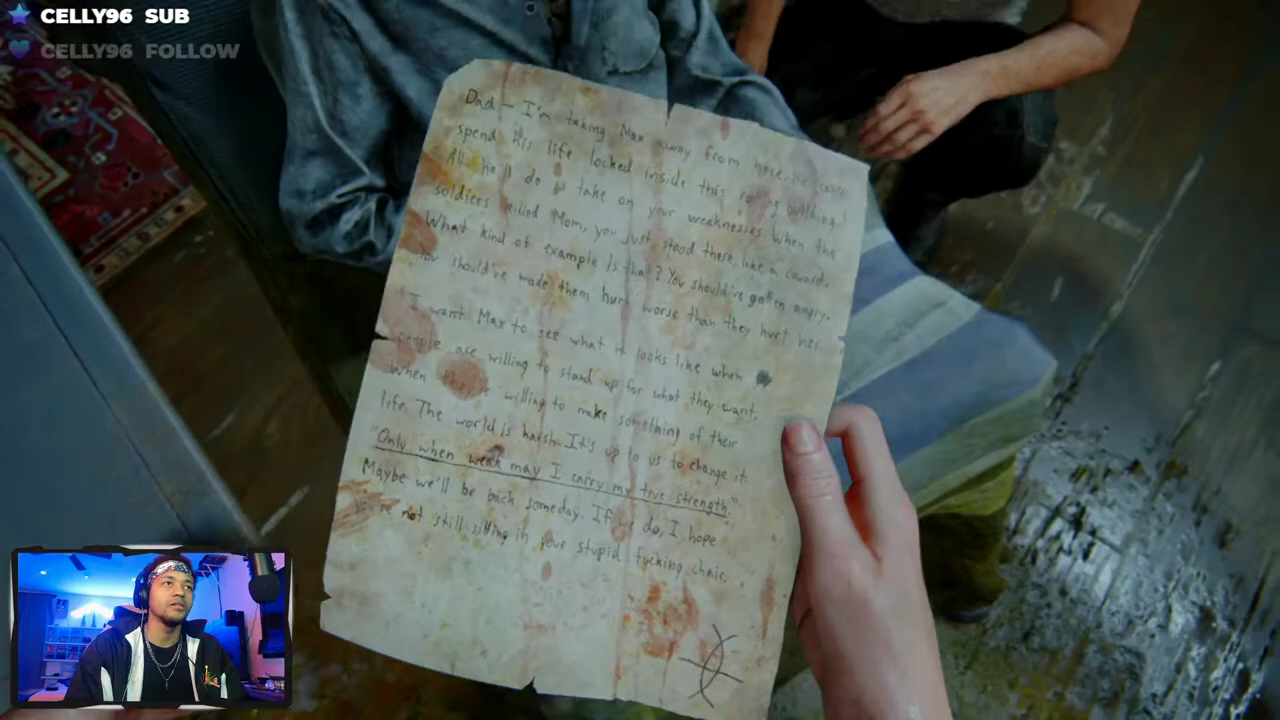 CELLY96 SUB
CELLY96 FOLLOW
Dad - I'm taking Max away from here. He can't
spend his life locked inside this rotting building.
All he'll do is take on your weaknesses. When the
soldiers killed Mom, you just stood there, like a coward.
What kind of example is that? You should've gotten angry.
You should've made them hurt worse than they hurt her.
I want Max to see what it looks like when
people are willing to stand up for what they want.
When willing to make something of their
life. The world is harsh. It's up to us to change it.
"Only when weak may I carry my true strength."
Maybe we'll be back someday. If we do, I hope
you're not still sitting in your stupid fucking chair.